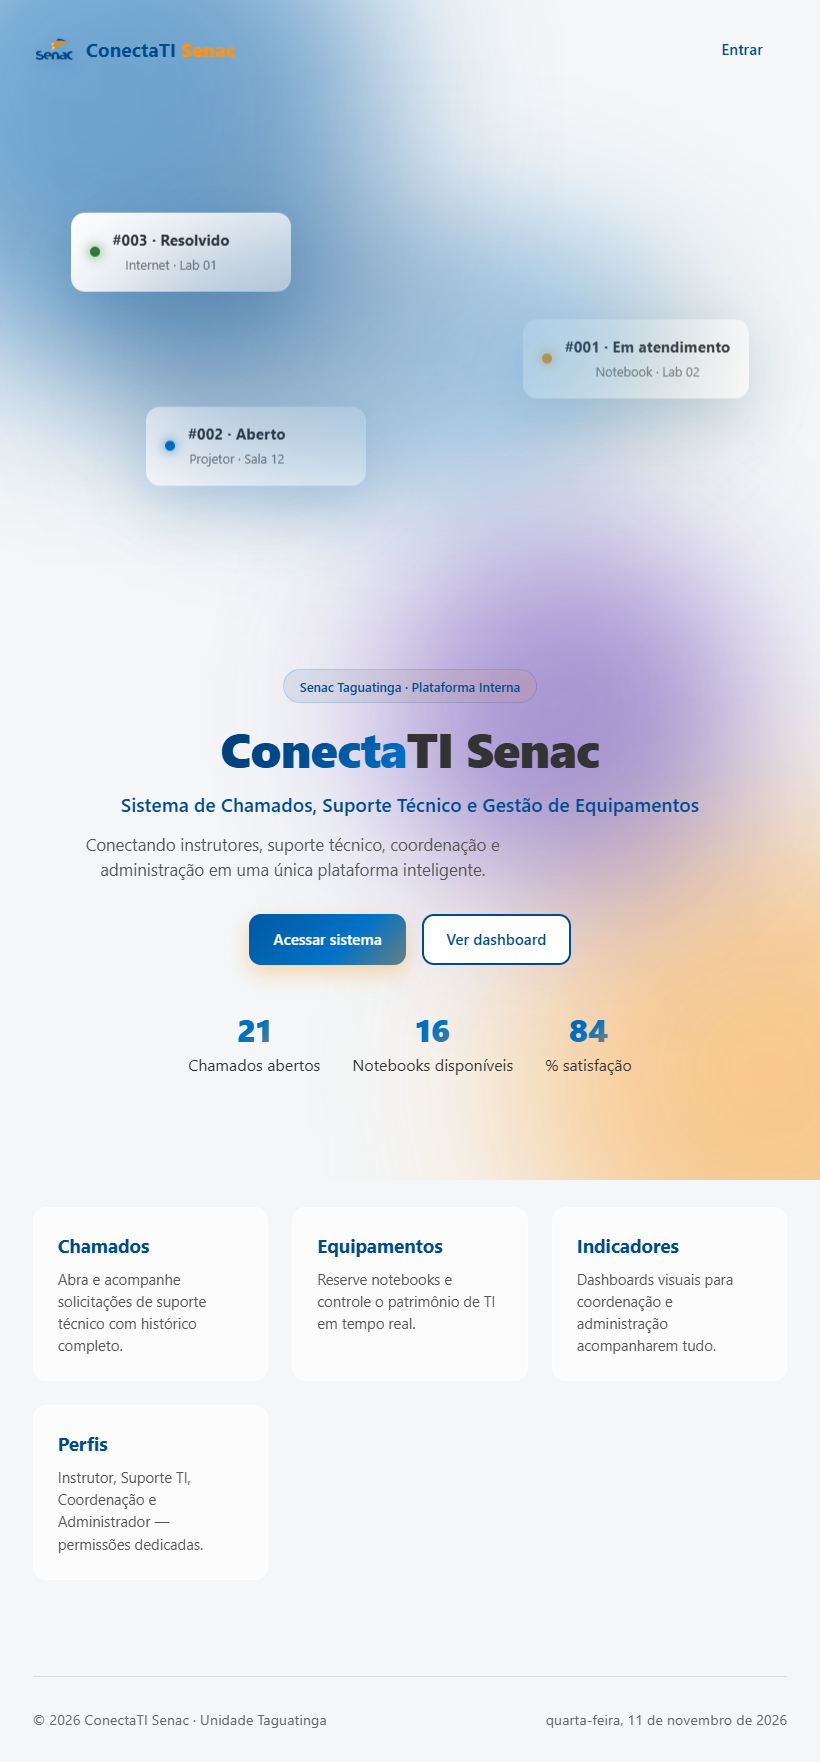 senac
ConectaTI Senac
Entrar
#003 · Resolvido
Internet · Lab 01
#001 · Em atendimento
Notebook · Lab 02
#002 · Aberto
Projetor · Sala 12
Senac Taguatinga · Plataforma Interna
ConectaTI Senac
Sistema de Chamados, Suporte Técnico e Gestão de Equipamentos
Conectando instrutores, suporte técnico, coordenação e
administração em uma única plataforma inteligente.
Acessar sistema
Ver dashboard
21
Chamados abertos
16
Notebooks disponíveis
84
% satisfação
Chamados
Abra e acompanhe
solicitações de suporte
técnico com histórico
completo.
Equipamentos
Reserve notebooks e
controle o patrimônio de TI
em tempo real.
Indicadores
Dashboards visuais para
coordenação e
administração
acompanharem tudo.
Perfis
Instrutor, Suporte TI,
Coordenação e
Administrador —
permissões dedicadas.
© 2026 ConectaTI Senac · Unidade Taguatinga
quarta-feira, 11 de novembro de 2026